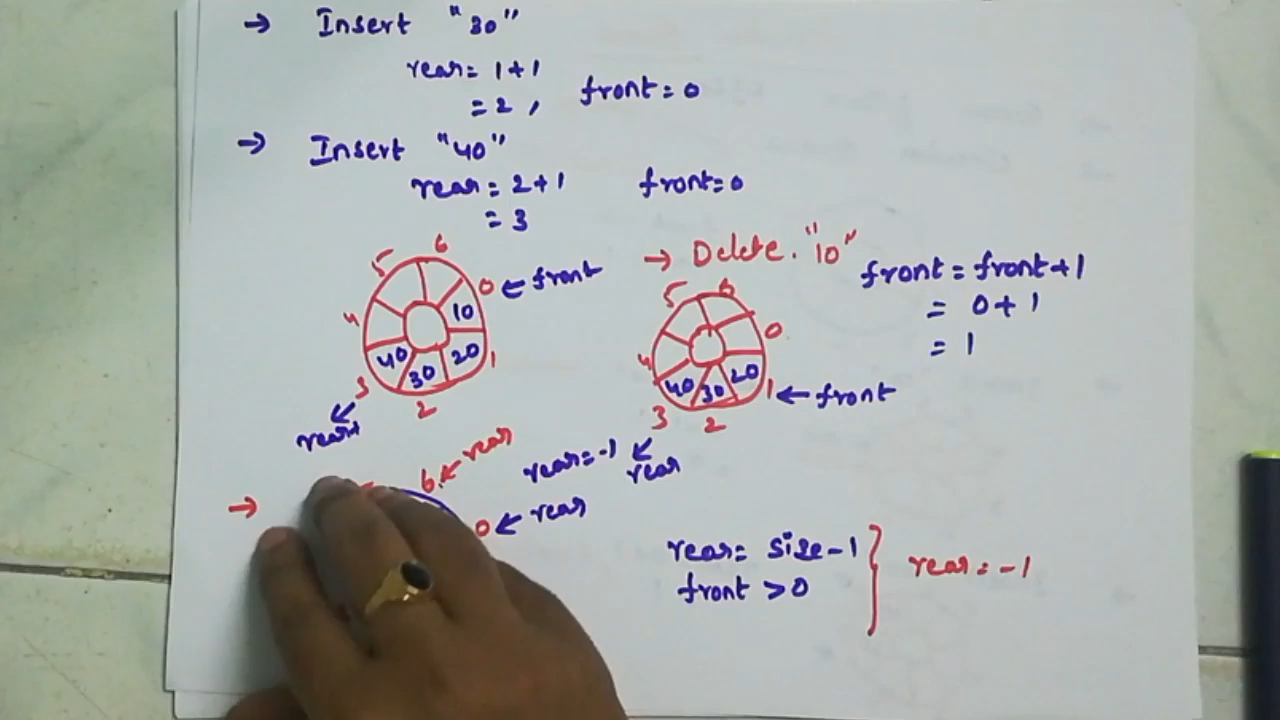 → Insert "30"
rear = 1+1
= 2, front = 0
→ Insert "40"
rear = 2+1 front=0
= 3
5 6 0 ← front
4 10
40 30 20 1
3 2
rear
→ Delete. "10"
front = front+1
= 0+1
= 1
5 6 0
4 40 30 20 1 ← front
3 2
rear
→ 6 ← rear
rear = -1
0 ← rear
rear = size-1
front >0 } rear = -1